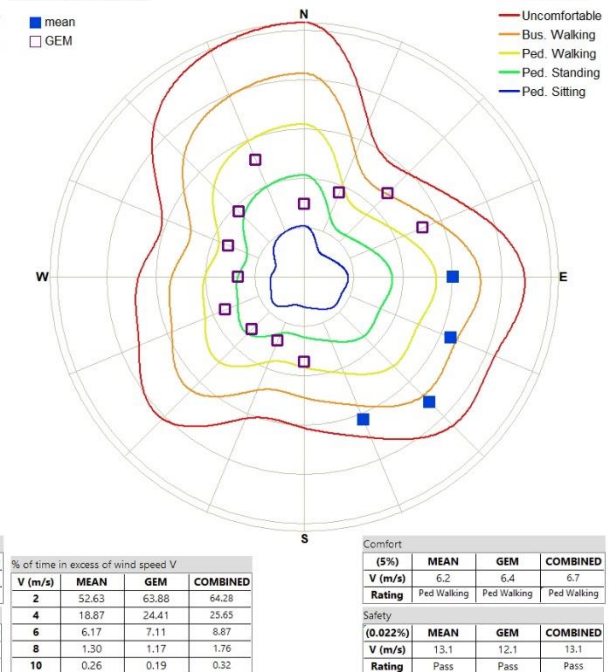 mean
GEM
N
Uncomfortable
Bus. Walking
Ped. Walking
Ped. Standing
Ped. Sitting
W
E
S
% of time in excess of wind speed V
V (m/s) MEAN GEM COMBINED
2 52.63 63.88 64.28
4 18.87 24.41 25.65
6 6.17 7.11 8.87
8 1.30 1.17 1.76
10 0.26 0.19 0.32
Comfort
(5%) MEAN GEM COMBINED
V (m/s) 6.2 6.4 6.7
Rating Ped Walking Ped Walking Ped Walking
Safety
(0.022%) MEAN GEM COMBINED
V (m/s) 13.1 12.1 13.1
Rating Pass Pass Pass